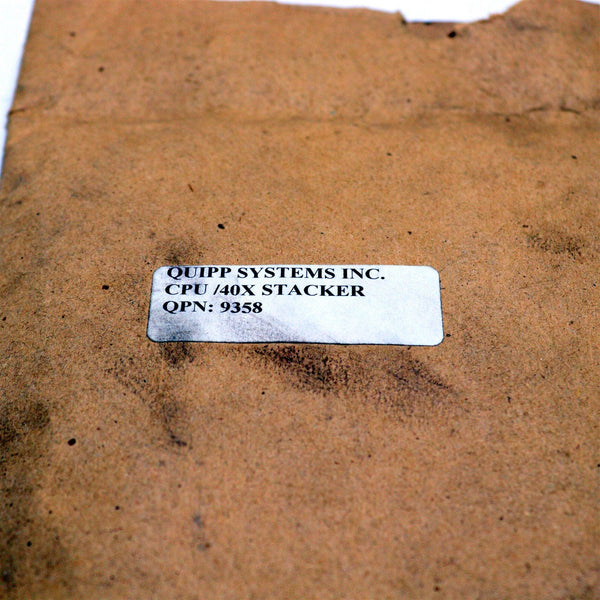 QUIPP SYSTEMS INC.
CPU /40X STACKER
QPN: 9358